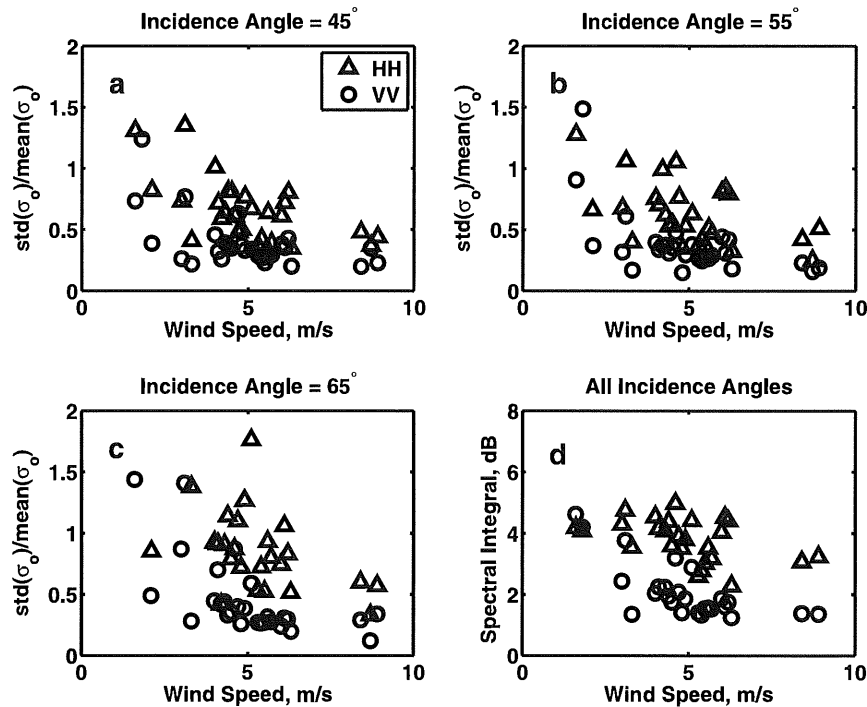 Incidence Angle = 45°
std(σo)/mean(σo)
2
1.5
1
0.5
0
a
HH
VV
0
5
10
Wind Speed, m/s
Incidence Angle = 55°
std(σo)/mean(σo)
2
1.5
1
0.5
0
b
0
5
10
Wind Speed, m/s
Incidence Angle = 65°
std(σo)/mean(σo)
2
1.5
1
0.5
0
c
0
5
10
Wind Speed, m/s
All Incidence Angles
Spectral Integral, dB
8
6
4
2
0
d
0
5
10
Wind Speed, m/s